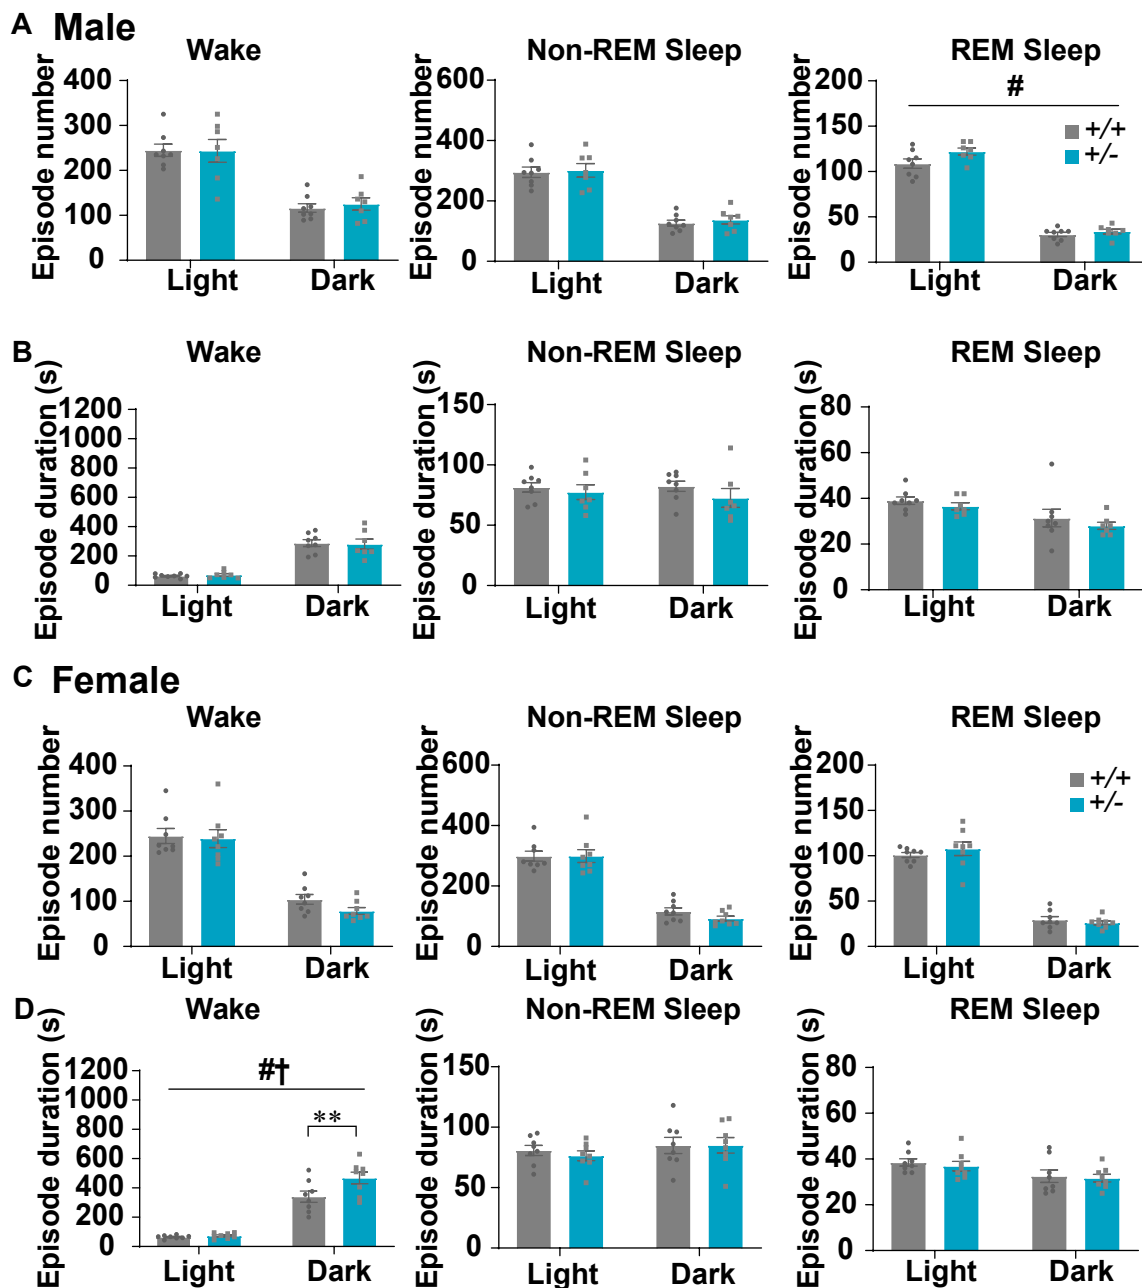 A Male
Wake
Non-REM Sleep
REM Sleep
Episode number
400
300
200
100
0
Light
Dark
Episode number
600
400
200
0
Light
Dark
Episode number
200
150
100
50
0
#
+/+
+/-
Light
Dark
B
Wake
Non-REM Sleep
REM Sleep
Episode duration (s)
1200
1000
800
600
400
200
0
Light
Dark
Episode duration (s)
150
100
50
0
Light
Dark
Episode duration (s)
80
60
40
20
0
Light
Dark
C Female
Wake
Non-REM Sleep
REM Sleep
Episode number
400
300
200
100
0
Light
Dark
Episode number
600
400
200
0
Light
Dark
Episode number
200
150
100
50
0
+/+
+/-
Light
Dark
D
Wake
Non-REM Sleep
REM Sleep
Episode duration (s)
1200
1000
800
600
400
200
0
#†
**
Light
Dark
Episode duration (s)
150
100
50
0
Light
Dark
Episode duration (s)
80
60
40
20
0
Light
Dark